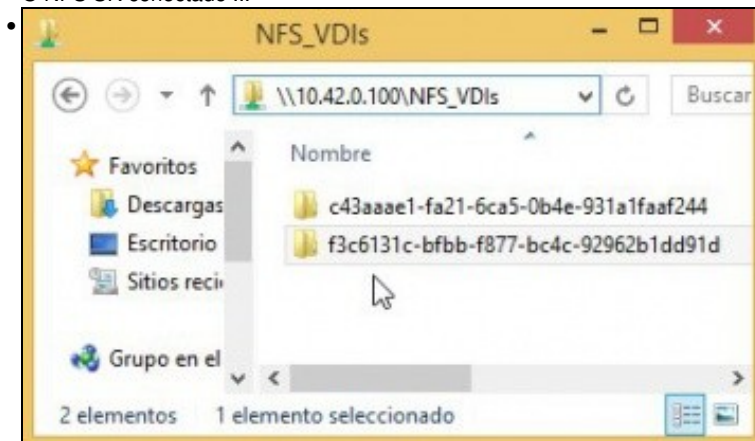 NFS_VDIs
\\10.42.0.100\NFS_VDIs
Buscar
Favoritos
Descargas
Escritorio
Sitios reci
Grupo en el
Nombre
c43aaae1-fa21-6ca5-0b4e-931a1faaf244
f3c6131c-bfbb-f877-bc4c-92962b1dd91d
2 elementos 1 elemento seleccionado